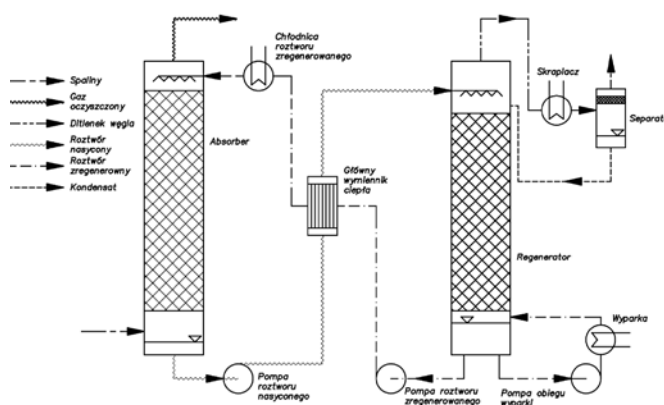 Spaliny
Gaz
oczyszczony
Ditlenek węgla
Roztwór
nasycony
Roztwór
zregenerowny
Kondensat
Chłodnica
roztworu
zregenerowanego
Absorber
Główny
wymiennik
ciepła
Skraplacz
Separat
Regenerator
Wyparka
Pompa
roztworu
nasyconego
Pompa roztworu
zregenerowanego
Pompa obiegu
wyparki